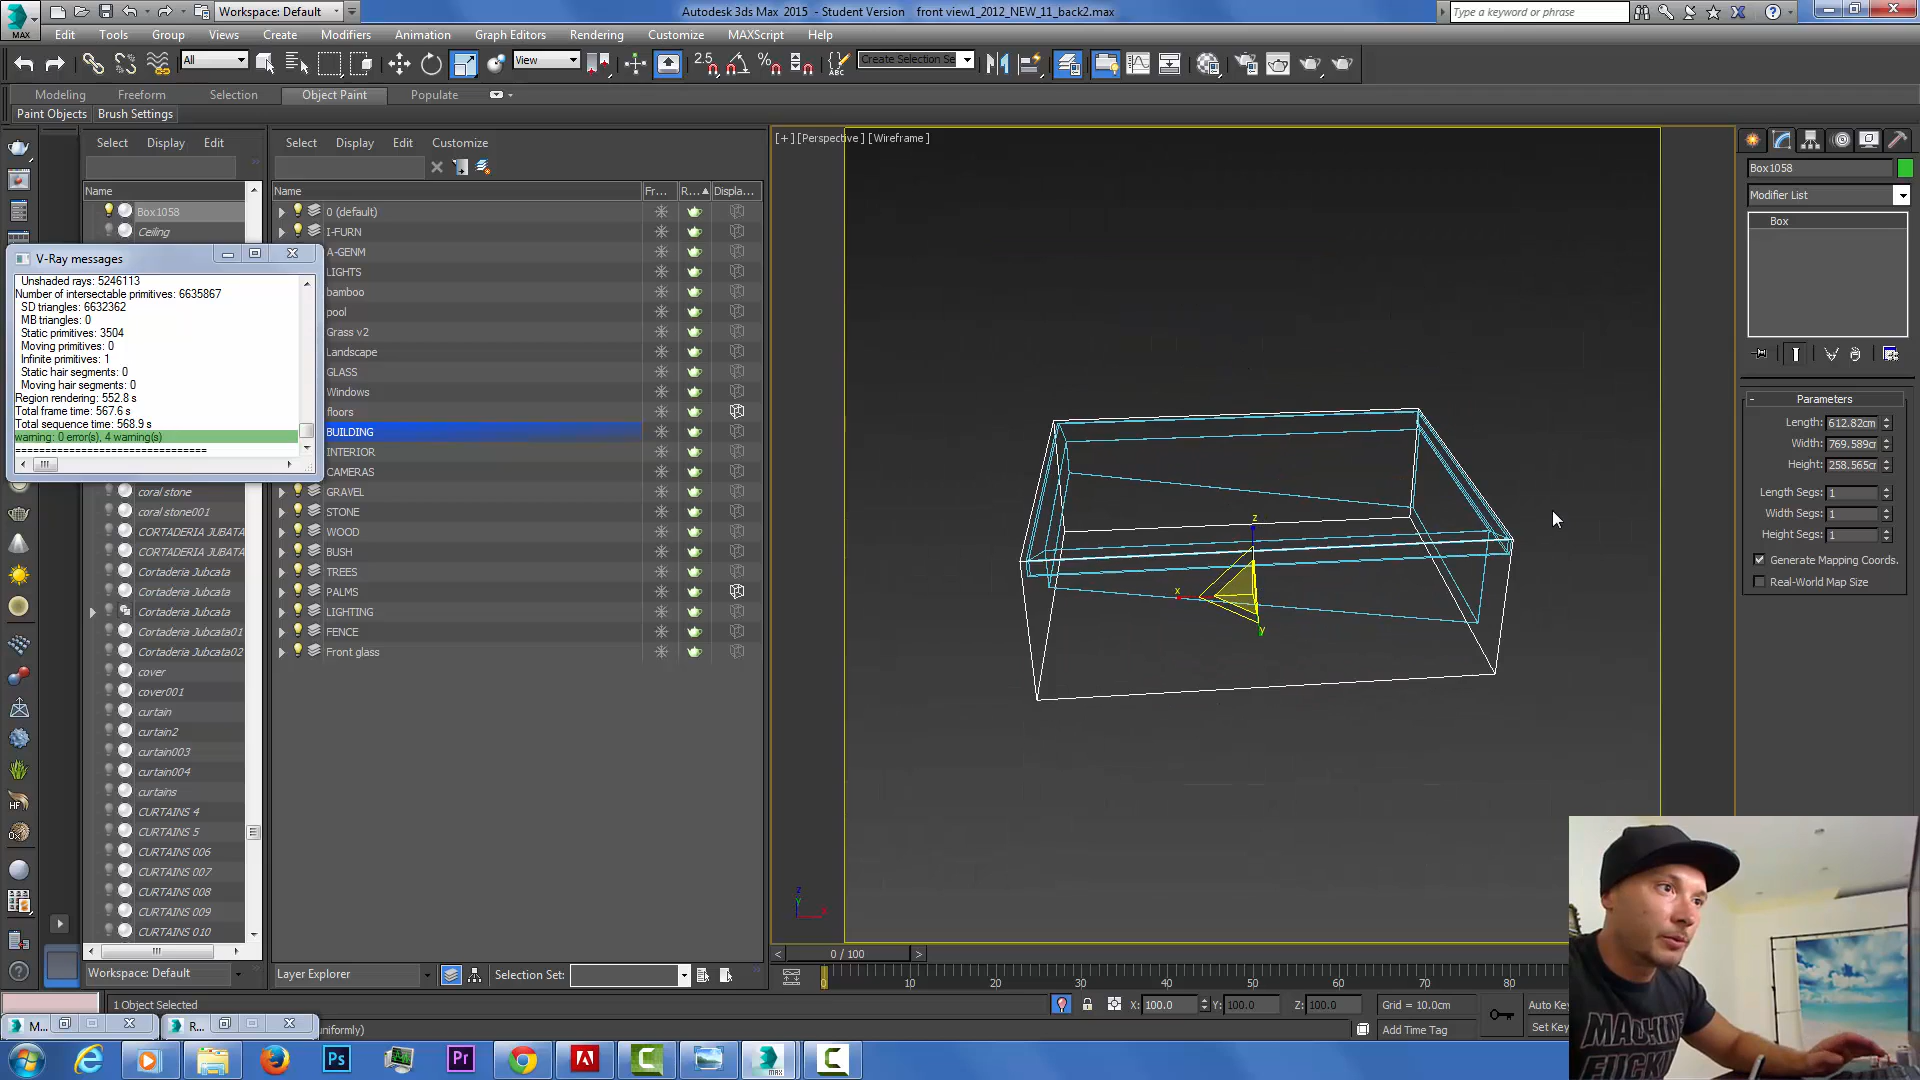 Workspace: Default
Autodesk 3ds Max 2015 - Student Version front view1_2012_NEW_11_back2.max
Type a keyword or phrase
MAX
Edit Tools Group Views Create Modifiers Animation Graph Editors Rendering Customize MAXScript Help
All
View
2.5
Create Selection Se
Modeling Freeform Selection Object Paint Populate
Paint Objects Brush Settings
Select Display Edit
Select Display Edit Customize
[+] [Perspective] [Wireframe]
Name
Name Fr... R... Displa...
Box1058
Ceiling
V-Ray messages
Unshaded rays: 5246113
Number of intersectable primitives: 6635867
SD triangles: 6632362
MB triangles: 0
Static primitives: 3504
Moving primitives: 0
Infinite primitives: 1
Static hair segments: 0
Moving hair segments: 0
Region rendering: 552.8 s
Total frame time: 567.6 s
Total sequence time: 568.9 s
warning: 0 error(s), 4 warning(s)
==============================
coral stone
coral stone001
CORTADERIA JUBATA
CORTADERIA JUBATA
Cortaderia Jubcata
Cortaderia Jubcata
Cortaderia Jubcata
Cortaderia Jubcata01
Cortaderia Jubcata02
cover
cover001
curtain
curtain2
curtain003
curtain004
curtains
CURTAINS 4
CURTAINS 5
CURTAINS 006
CURTAINS 007
CURTAINS 008
CURTAINS 009
CURTAINS 010
0 (default)
I-FURN
A-GENM
LIGHTS
bamboo
pool
Grass v2
Landscape
GLASS
Windows
floors
BUILDING
INTERIOR
CAMERAS
GRAVEL
STONE
WOOD
BUSH
TREES
PALMS
LIGHTING
FENCE
Front glass
z
x
y
z
y
x
Box1058
Modifier List
Box
Parameters
Length: 612.82cm
Width: 769.589cr
Height: 258.565cr
Length Segs: 1
Width Segs: 1
Height Segs: 1
Generate Mapping Coords.
Real-World Map Size
Workspace: Default
Layer Explorer
Selection Set:
0 / 100
0 10 20 30 40 50 60 70 80
1 Object Selected
X: 100.0 Y: 100.0 Z: 100.0
Grid = 10.0cm
Auto Key
M... R...
uniformly)
Add Time Tag
Set Key
HF
Ps
Pr
MAX
MACHINE